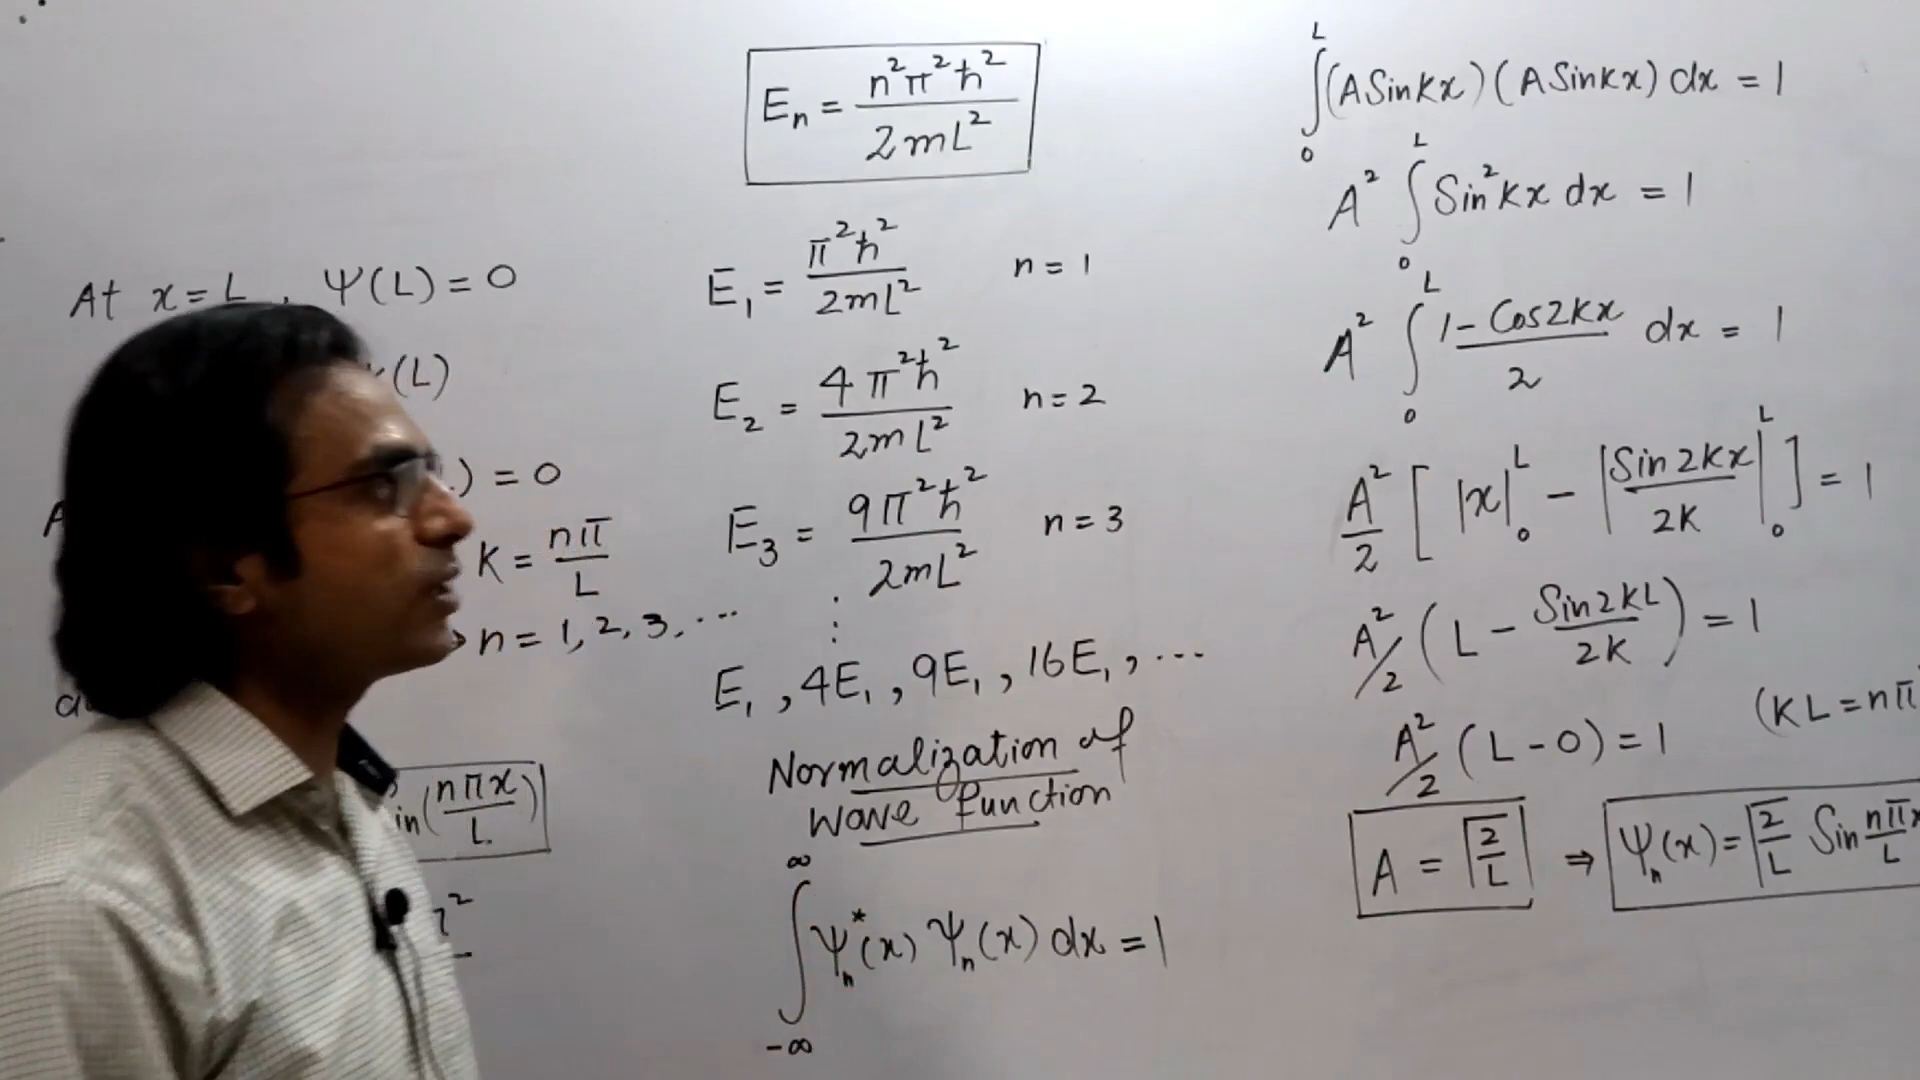 At x = L, Ψ(L) = 0
(L)
) = 0
K = nπ/L
n = 1, 2, 3, ...
in(nπx/L)
2
Eₙ = n²π²ħ²/2mL²
E₁ = π²ħ²/2mL² n = 1
E₂ = 4π²ħ²/2mL² n = 2
E₃ = 9π²ħ²/2mL² n = 3
:
:
E₁, 4E₁, 9E₁, 16E₁, ...
Normalization of
wave function
∫_{-∞}^{∞} Ψₙ*(x) Ψₙ(x) dx = 1
∫₀ᴸ (A Sin kx) (A Sin kx) dx = 1
A² ∫₀ᴸ Sin² kx dx = 1
A² ∫₀ᴸ (1 - Cos2kx)/2 dx = 1
A²/2 [ |x|₀ᴸ - |Sin2kx/2K|₀ᴸ ] = 1
A²/2 (L - Sin2KL/2K) = 1
A²/2 (L - 0) = 1 (KL = nπ
A = √(2/L) ⇒ Ψₙ(x) = √(2/L) Sin nπx/L